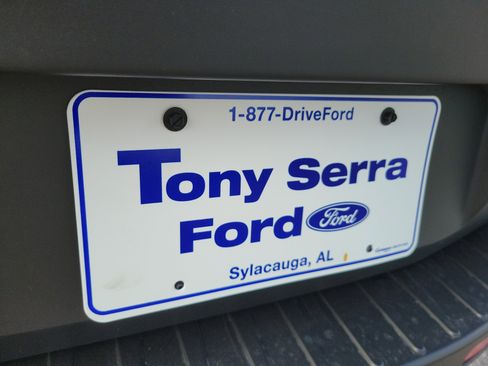 1-877-DriveFord
Tony Serra
Ford Ford
Sylacauga, AL